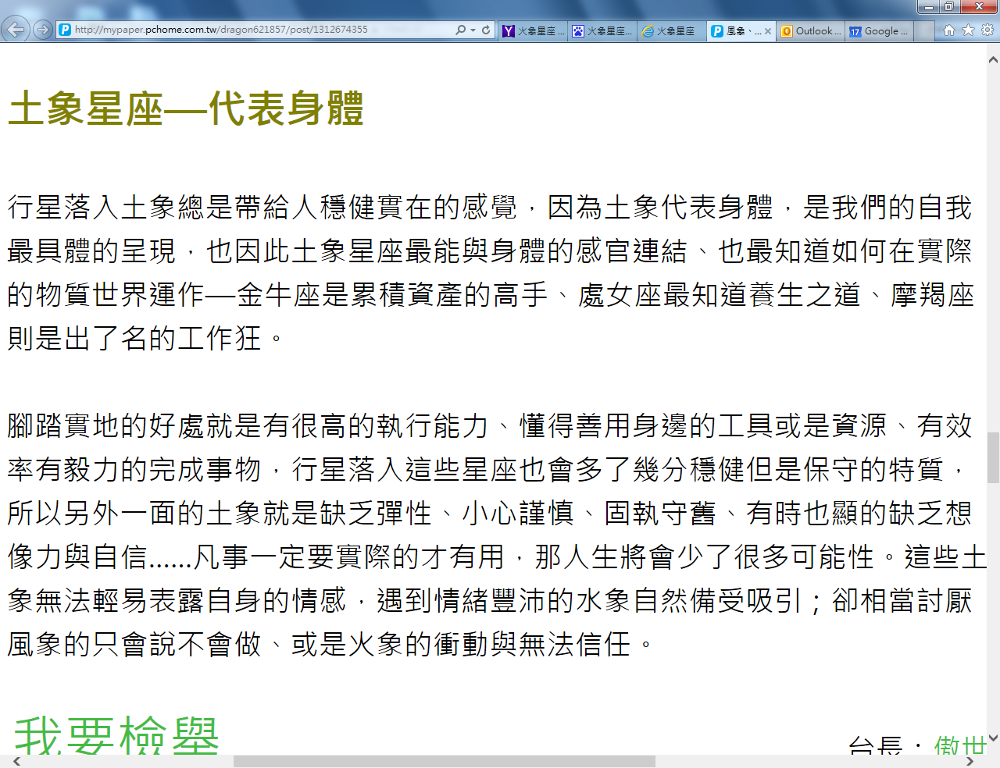 http://mypaper.pchome.com.tw/dragon621857/post/1312674355
火象星座 ...
火象星座...
火象星座
風象、...
Outlook ...
17 Google ...
土象星座—代表身體
行星落入土象總是帶給人穩健實在的感覺，因為土象代表身體，是我們的自我
最具體的呈現，也因此土象星座最能與身體的感官連結、也最知道如何在實際
的物質世界運作—金牛座是累積資產的高手、處女座最知道養生之道、摩羯座
則是出了名的工作狂。
腳踏實地的好處就是有很高的執行能力、懂得善用身邊的工具或是資源、有效
率有毅力的完成事物，行星落入這些星座也會多了幾分穩健但是保守的特質，
所以另外一面的土象就是缺乏彈性、小心謹慎、固執守舊、有時也顯的缺乏想
像力與自信......凡事一定要實際的才有用，那人生將會少了很多可能性。這些土
象無法輕易表露自身的情感，遇到情緒豐沛的水象自然備受吸引；卻相當討厭
風象的只會說不會做、或是火象的衝動與無法信任。
我要檢舉
台長：傲世